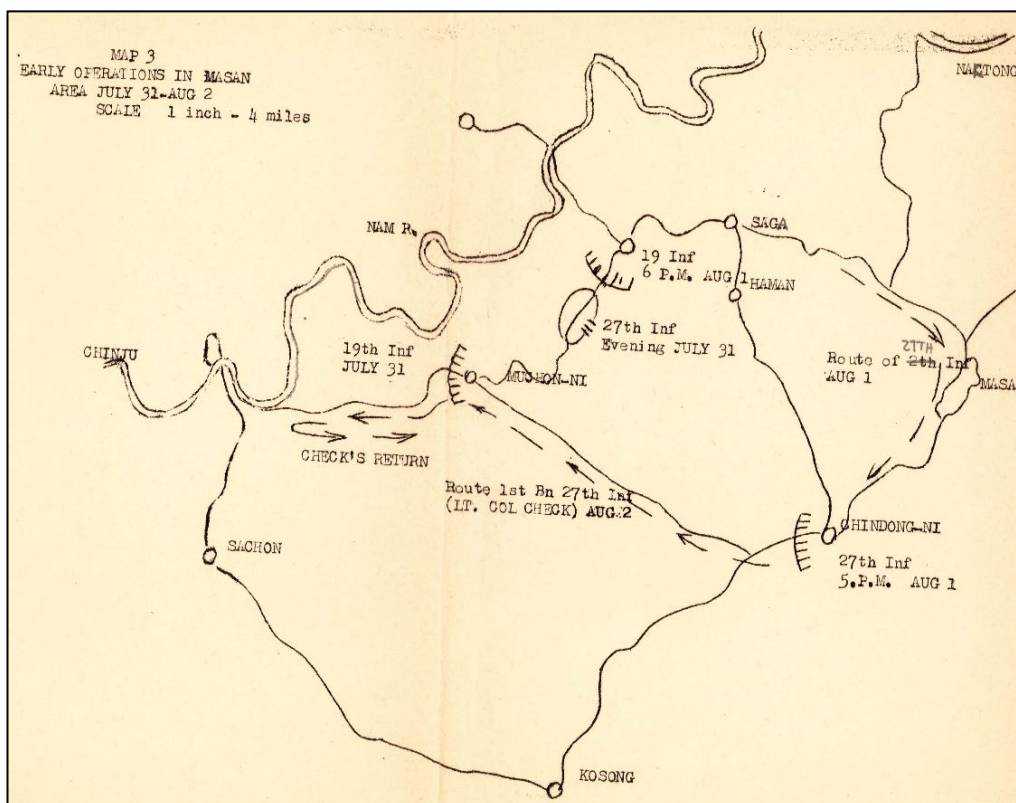 MAP 3
EARLY OPERATIONS IN MASAN
AREA JULY 31-AUG 2
SCALE 1 inch - 4 miles
NAKTONG
NAM R.
SAGA
19 Inf
6 P.M. AUG 1
HAMAN
27th Inf
Evening JULY 31
19th Inf
JULY 31
CHINJU
MUCHON-NI
27TH
Route of 2th Inf
AUG 1
MASA
CHECK'S RETURN
Route 1st Bn 27th Inf
(LT. COL CHECK) AUG 2
SACHON
CHINDONG-NI
27th Inf
5.P.M. AUG 1
KOSONG